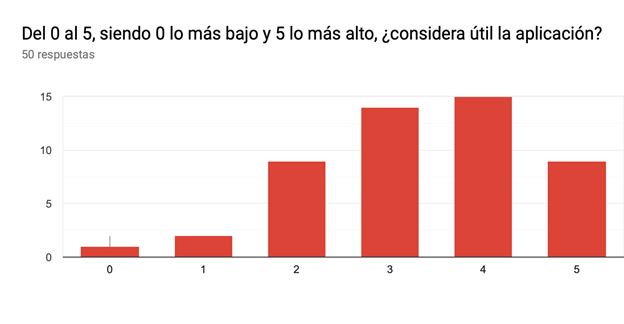 Del 0 al 5, siendo 0 lo más bajo y 5 lo más alto, ¿considera útil la aplicación?
50 respuestas
15
10
5
0
0 1 2 3 4 5